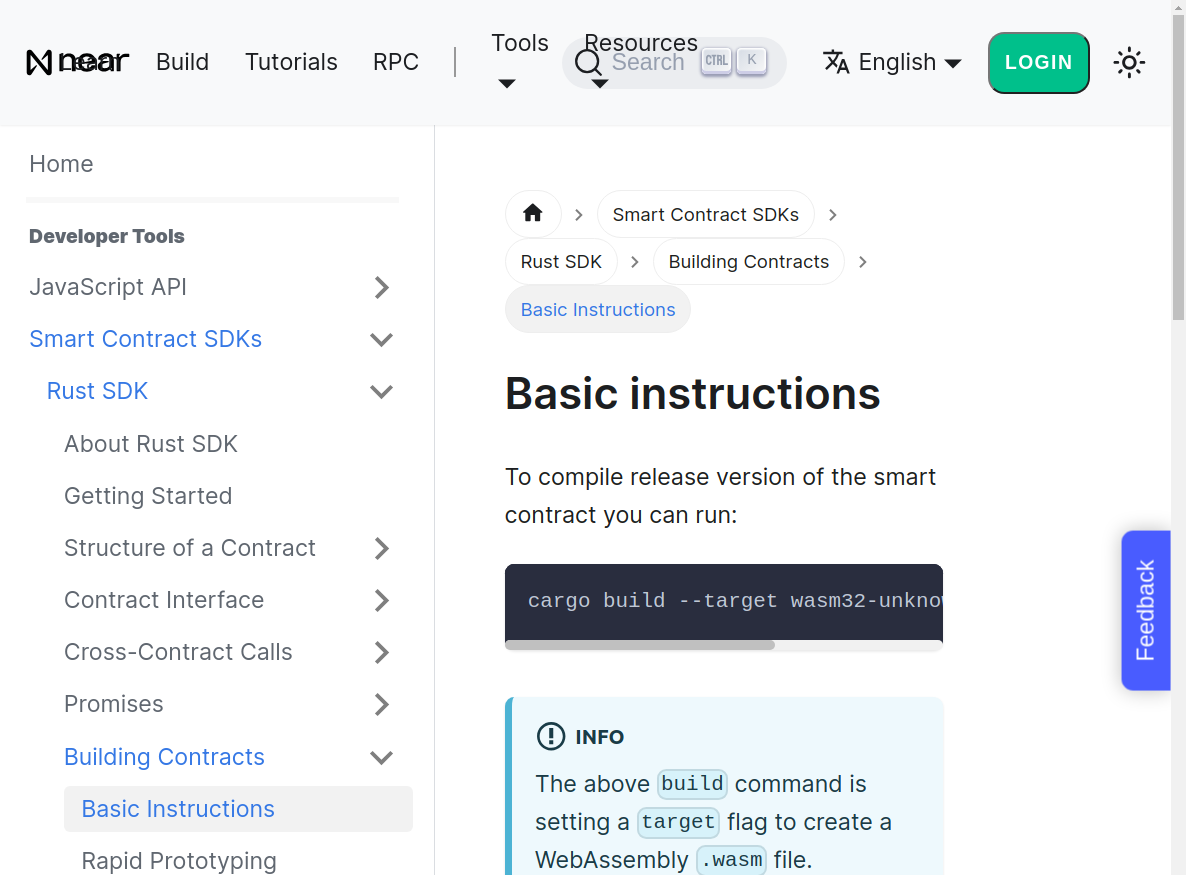 near
Learn
Build
Tutorials
RPC
Tools
Resources
Search
CTRL
K
English
LOGIN
Home
Developer Tools
JavaScript API
Smart Contract SDKs
Rust SDK
About Rust SDK
Getting Started
Structure of a Contract
Contract Interface
Cross-Contract Calls
Promises
Building Contracts
Basic Instructions
Rapid Prototyping
Smart Contract SDKs
Rust SDK
Building Contracts
Basic Instructions
Basic instructions
To compile release version of the smart
contract you can run:
cargo build --target wasm32-unkno
INFO
The above build command is
setting a target flag to create a
WebAssembly .wasm file.
Feedback